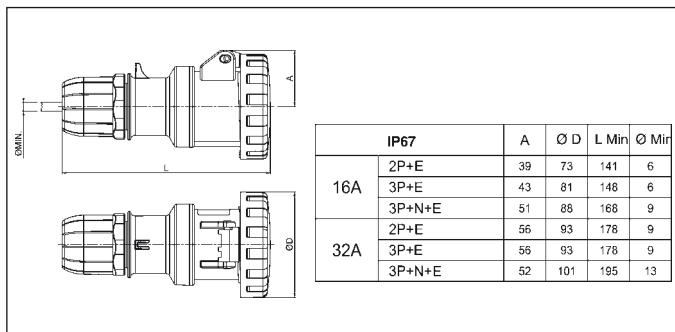 A
ØMIN.
L
ØD
IP67 A Ø D L Min Ø Min
16A
2P+E 39 73 141 6
3P+E 43 81 148 6
3P+N+E 51 88 168 9
32A
2P+E 56 93 178 9
3P+E 56 93 178 9
3P+N+E 52 101 195 13